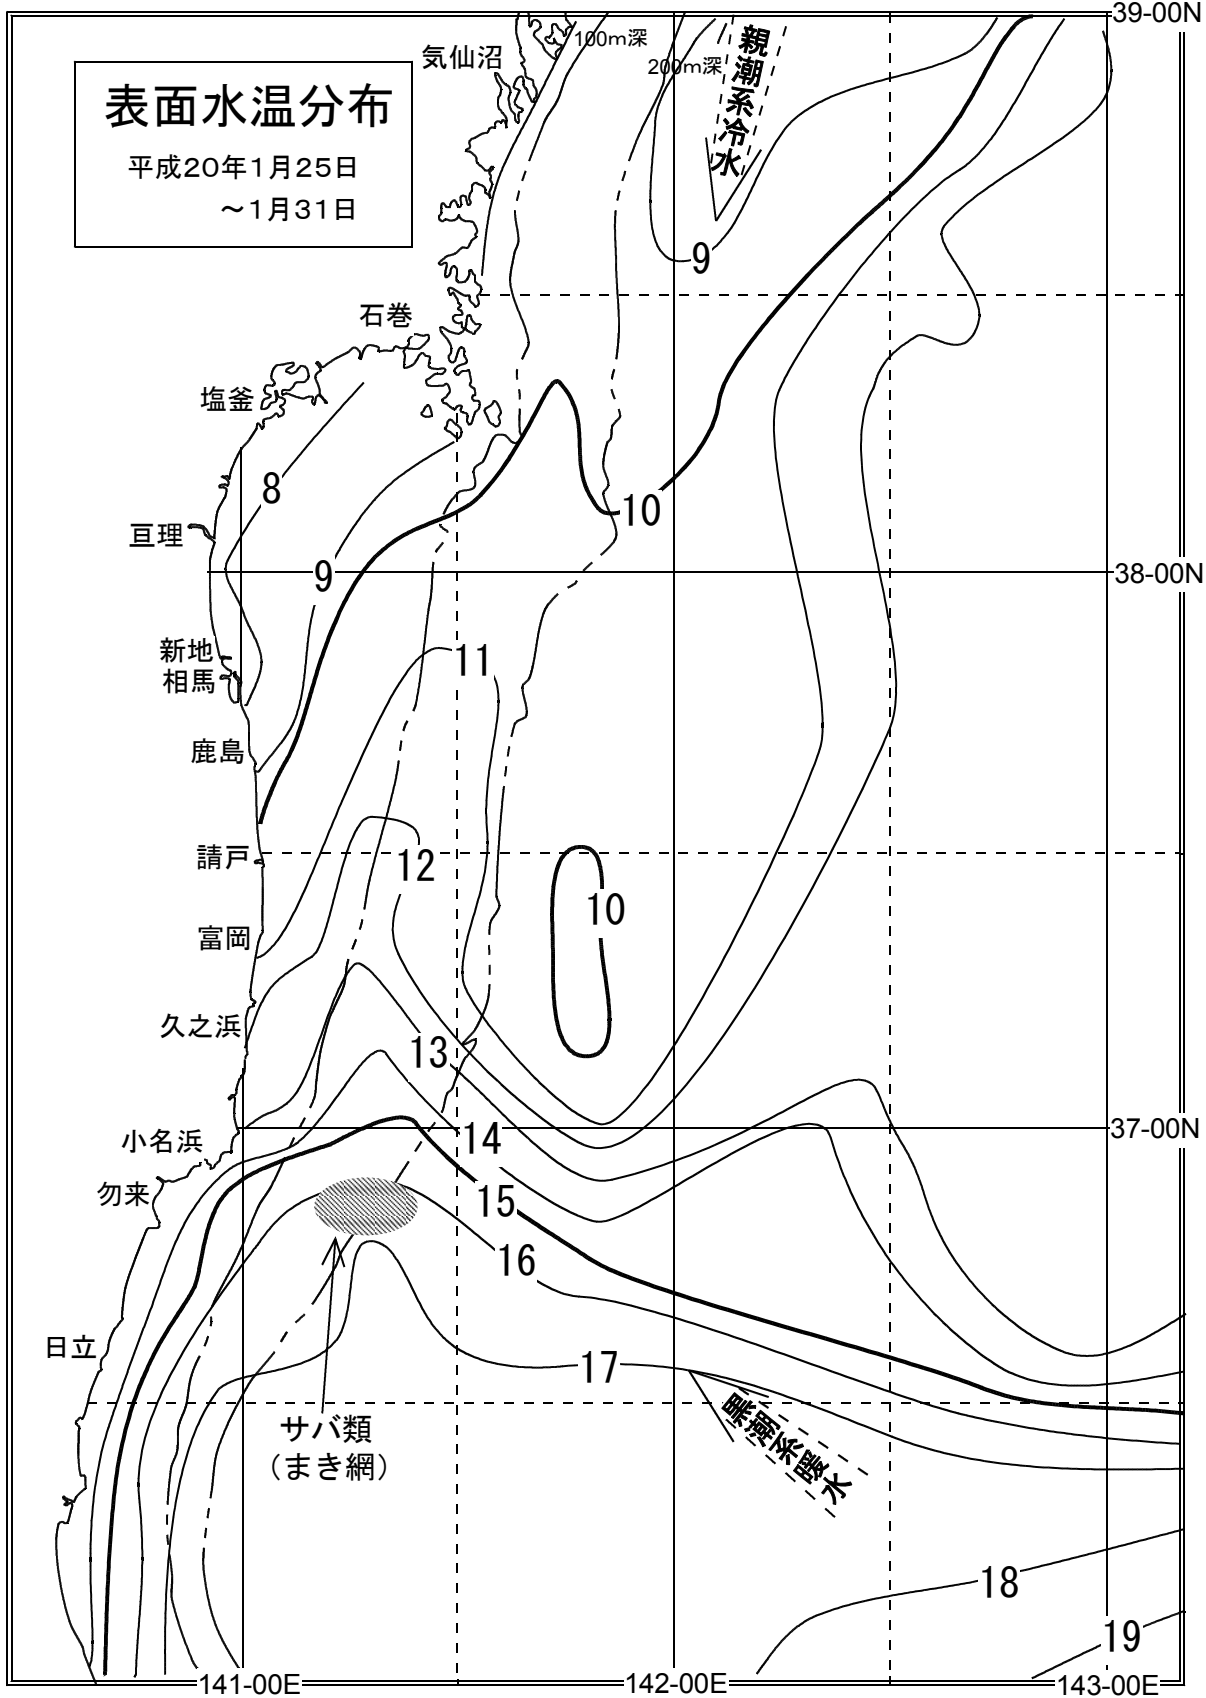 39-00N
気仙沼
100m深
200m深
親潮系冷水
表面水温分布
平成20年1月25日
～1月31日
9
石巻
塩釜
8
10
亘理
9
38-00N
新地
相馬
11
鹿島
請戸
12
10
富岡
久之浜
13
小名浜
14
37-00N
勿来
15
16
日立
17
サバ類
(まき網)
黒潮系暖水
18
19
141-00E
142-00E
143-00E